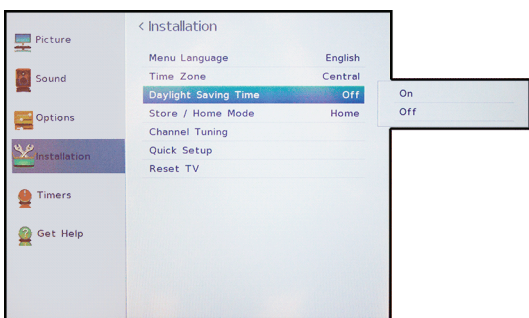 Picture
Sound
Options
Installation
Timers
Get Help
< Installation
Menu Language English
Time Zone Central
Daylight Saving Time Off
Store / Home Mode Home
Channel Tuning
Quick Setup
Reset TV
On
Off